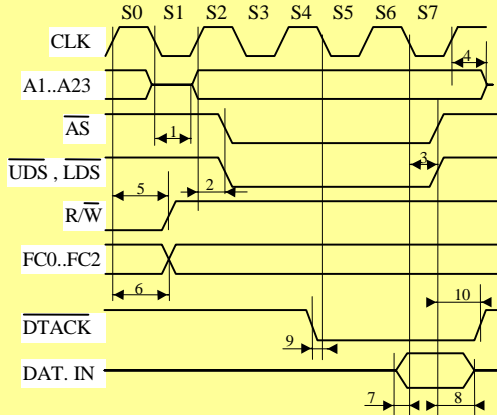 S0 S1 S2 S3 S4 S5 S6 S7
CLK
4
A1..A23
1
AS
3
UDS , LDS
2
5
R/W
FC0..FC2
6
10
DTACK
9
DAT. IN
7
8